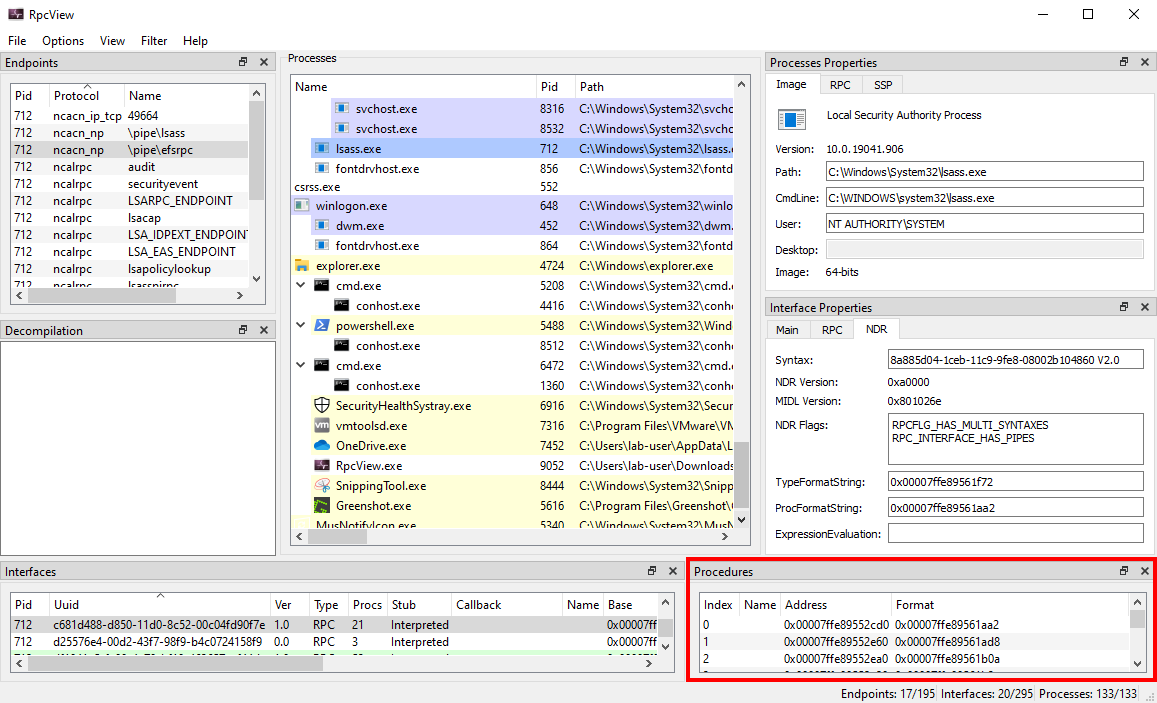 RpcView
File Options View Filter Help
Endpoints
Pid Protocol Name
712 ncacn_ip_tcp 49664
712 ncacn_np \pipe\lsass
712 ncacn_np \pipe\efsrpc
712 ncalrpc audit
712 ncalrpc securityevent
712 ncalrpc LSARPC_ENDPOINT
712 ncalrpc lsacap
712 ncalrpc LSA_IDPEXT_ENDPOINT
712 ncalrpc LSA_EAS_ENDPOINT
712 ncalrpc lsapolicylookup
712 ncalrpc lsasspirpc
Decompilation
Processes
Name Pid Path
svchost.exe 8316 C:\Windows\System32\svcho
svchost.exe 8532 C:\Windows\System32\svcho
lsass.exe 712 C:\Windows\System32\lsass.
fontdrvhost.exe 856 C:\Windows\System32\fontd
csrss.exe 552
winlogon.exe 648 C:\Windows\System32\winlo
dwm.exe 452 C:\Windows\System32\dwm.
fontdrvhost.exe 864 C:\Windows\System32\fontd
explorer.exe 4724 C:\Windows\explorer.exe
cmd.exe 5208 C:\Windows\System32\cmd.
conhost.exe 4416 C:\Windows\System32\conho
powershell.exe 5488 C:\Windows\System32\Wind
conhost.exe 8512 C:\Windows\System32\conho
cmd.exe 6472 C:\Windows\System32\cmd.
conhost.exe 1360 C:\Windows\System32\conho
SecurityHealthSystray.exe 6916 C:\Windows\System32\Secur
vmtoolsd.exe 7316 C:\Program Files\VMware\VM
OneDrive.exe 7452 C:\Users\lab-user\AppData\L
RpcView.exe 9052 C:\Users\lab-user\Downloads
SnippingTool.exe 8444 C:\Windows\System32\Snipp
Greenshot.exe 5616 C:\Program Files\Greenshot\
MusNotifyIcon.exe 5340 C:\Windows\System32\MusN
Processes Properties
Image RPC SSP
Local Security Authority Process
Version: 10.0.19041.906
Path: C:\Windows\System32\lsass.exe
CmdLine: C:\WINDOWS\system32\lsass.exe
User: NT AUTHORITY\SYSTEM
Desktop:
Image: 64-bits
Interface Properties
Main RPC NDR
Syntax: 8a885d04-1ceb-11c9-9fe8-08002b104860 V2.0
NDR Version: 0xa0000
MIDL Version: 0x801026e
NDR Flags: RPCFLG_HAS_MULTI_SYNTAXES
RPC_INTERFACE_HAS_PIPES
TypeFormatString: 0x00007ffe89561f72
ProcFormatString: 0x00007ffe89561aa2
ExpressionEvaluation:
Interfaces
Pid Uuid Ver Type Procs Stub Callback Name Base
712 c681d488-d850-11d0-8c52-00c04fd90f7e 1.0 RPC 21 Interpreted 0x00007ff
712 d25576e4-00d2-43f7-98f9-b4c0724158f9 0.0 RPC 3 Interpreted 0x00007ff
Procedures
Index Name Address Format
0 0x00007ffe89552cd0 0x00007ffe89561aa2
1 0x00007ffe89552e60 0x00007ffe89561ad8
2 0x00007ffe89552ea0 0x00007ffe89561b0a
Endpoints: 17/195 Interfaces: 20/295 Processes: 133/133